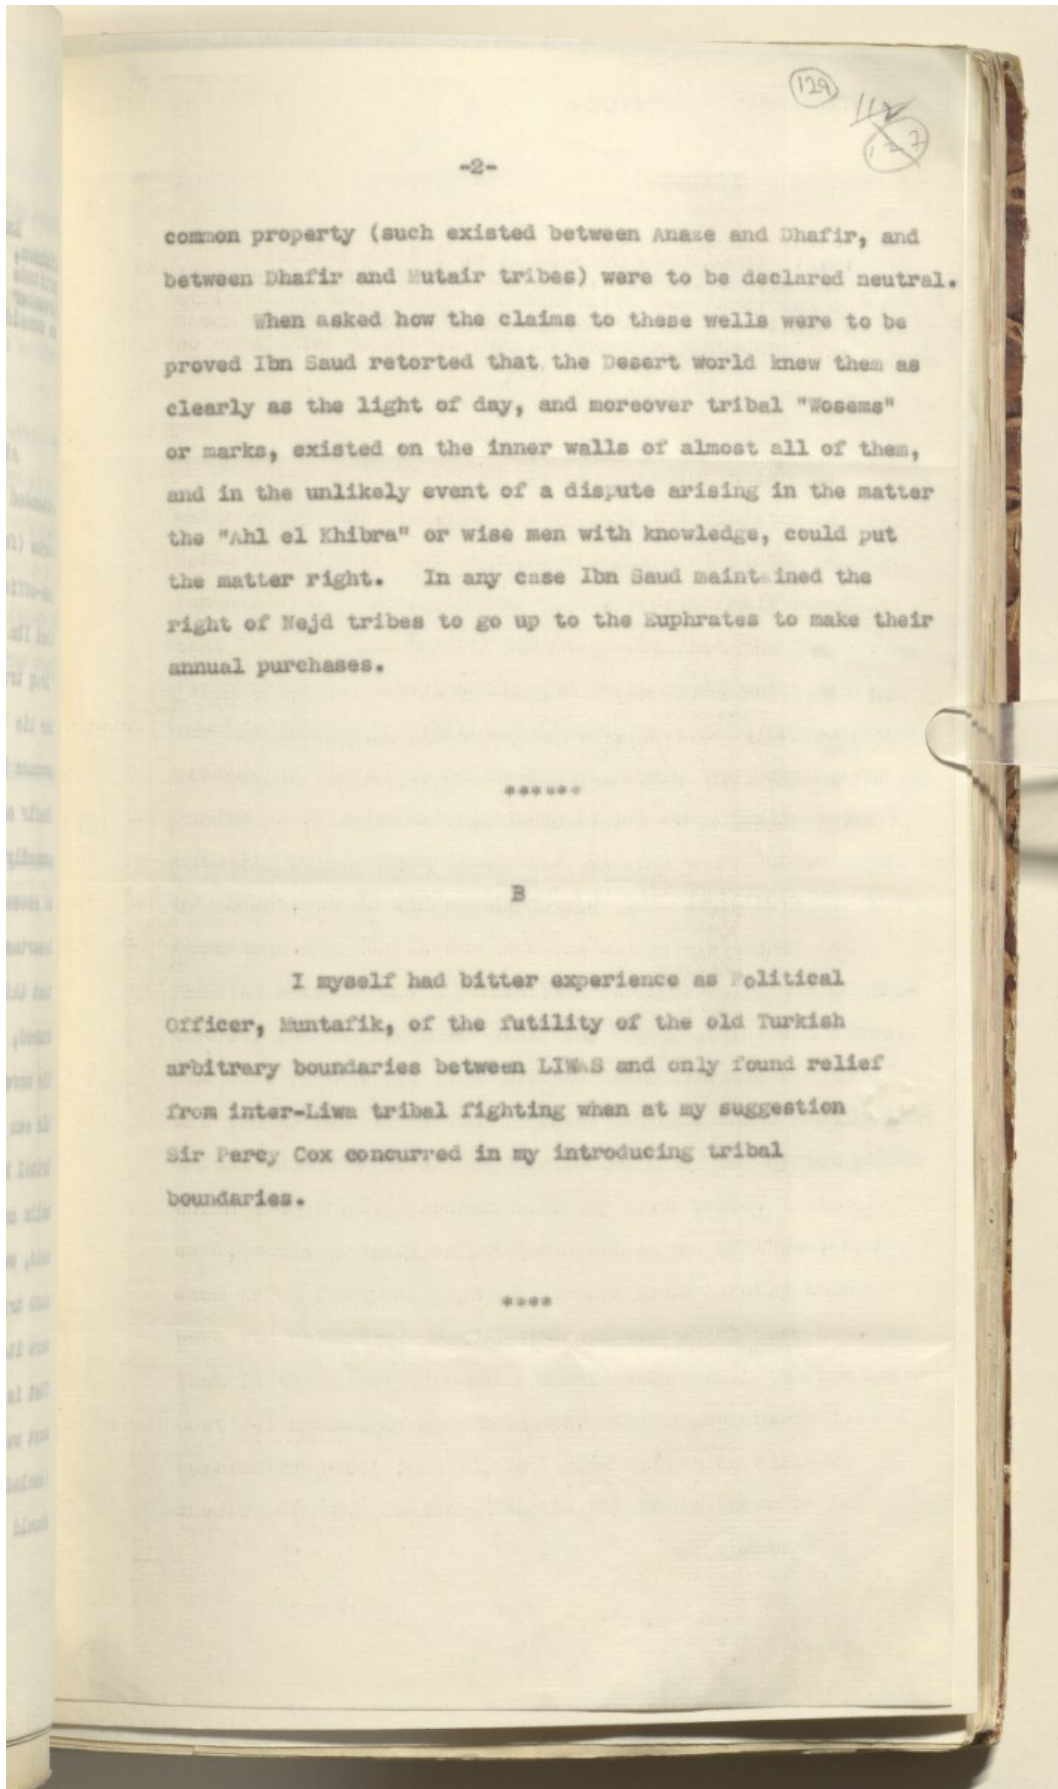 129
112
127
-2-
common property (such existed between Anaze and Dhafir, and
between Dhafir and Mutair tribes) were to be declared neutral.
When asked how the claims to these wells were to be
proved Ibn Saud retorted that the Desert world knew them as
clearly as the light of day, and moreover tribal "Wosems"
or marks, existed on the inner walls of almost all of them,
and in the unlikely event of a dispute arising in the matter
the "Ahl el Khibra" or wise men with knowledge, could put
the matter right. In any case Ibn Saud maintained the
right of Nejd tribes to go up to the Euphrates to make their
annual purchases.
******
B
I myself had bitter experience as Political
Officer, Muntafik, of the futility of the old Turkish
arbitrary boundaries between LIWAS and only found relief
from inter-Liwa tribal fighting when at my suggestion
Sir Percy Cox concurred in my introducing tribal
boundaries.
****